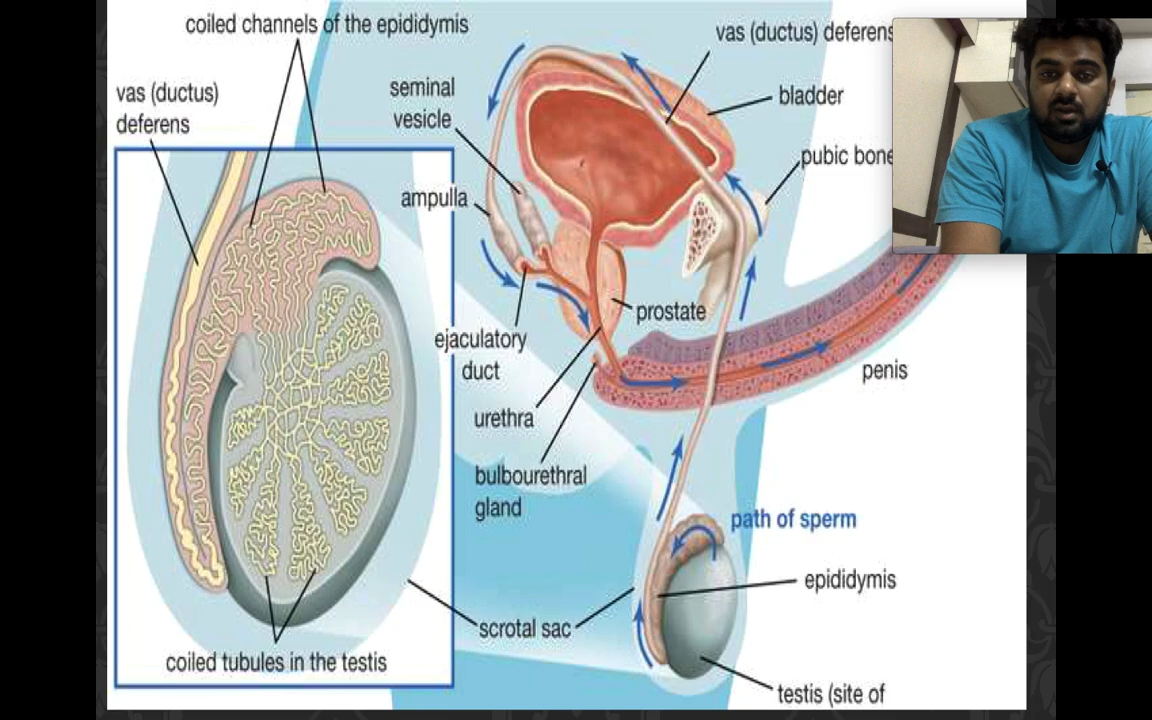 coiled channels of the epididymis
vas (ductus)
deferens
seminal
vesicle
ampulla
ejaculatory
duct
urethra
bulbourethral
gland
vas (ductus) deferens
bladder
pubic bone
prostate
penis
path of sperm
epididymis
scrotal sac
coiled tubules in the testis
testis (site of